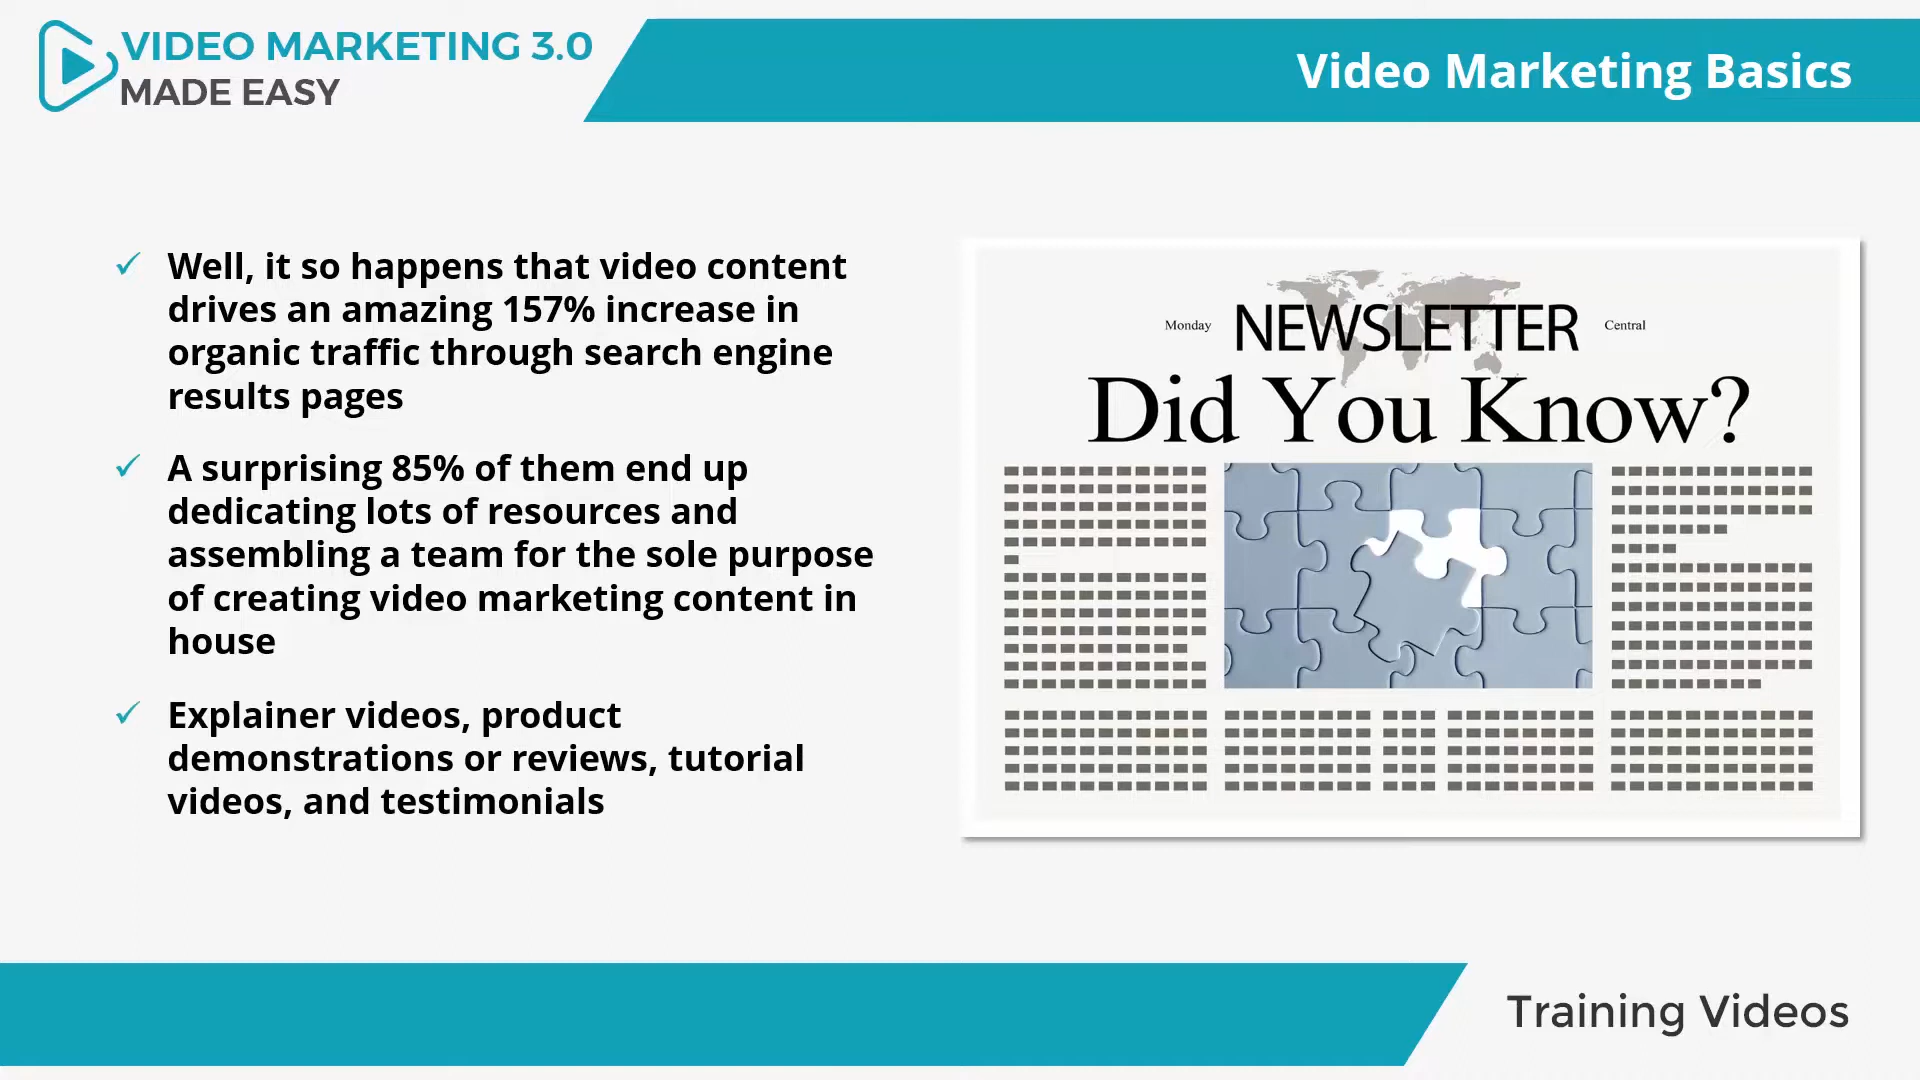 VIDEO MARKETING 3.0
MADE EASY
Video Marketing Basics
Well, it so happens that video content
drives an amazing 157% increase in
organic traffic through search engine
results pages
A surprising 85% of them end up
dedicating lots of resources and
assembling a team for the sole purpose
of creating video marketing content in
house
Explainer videos, product
demonstrations or reviews, tutorial
videos, and testimonials
Monday NEWSLETTER Central
Did You Know?
Training Videos